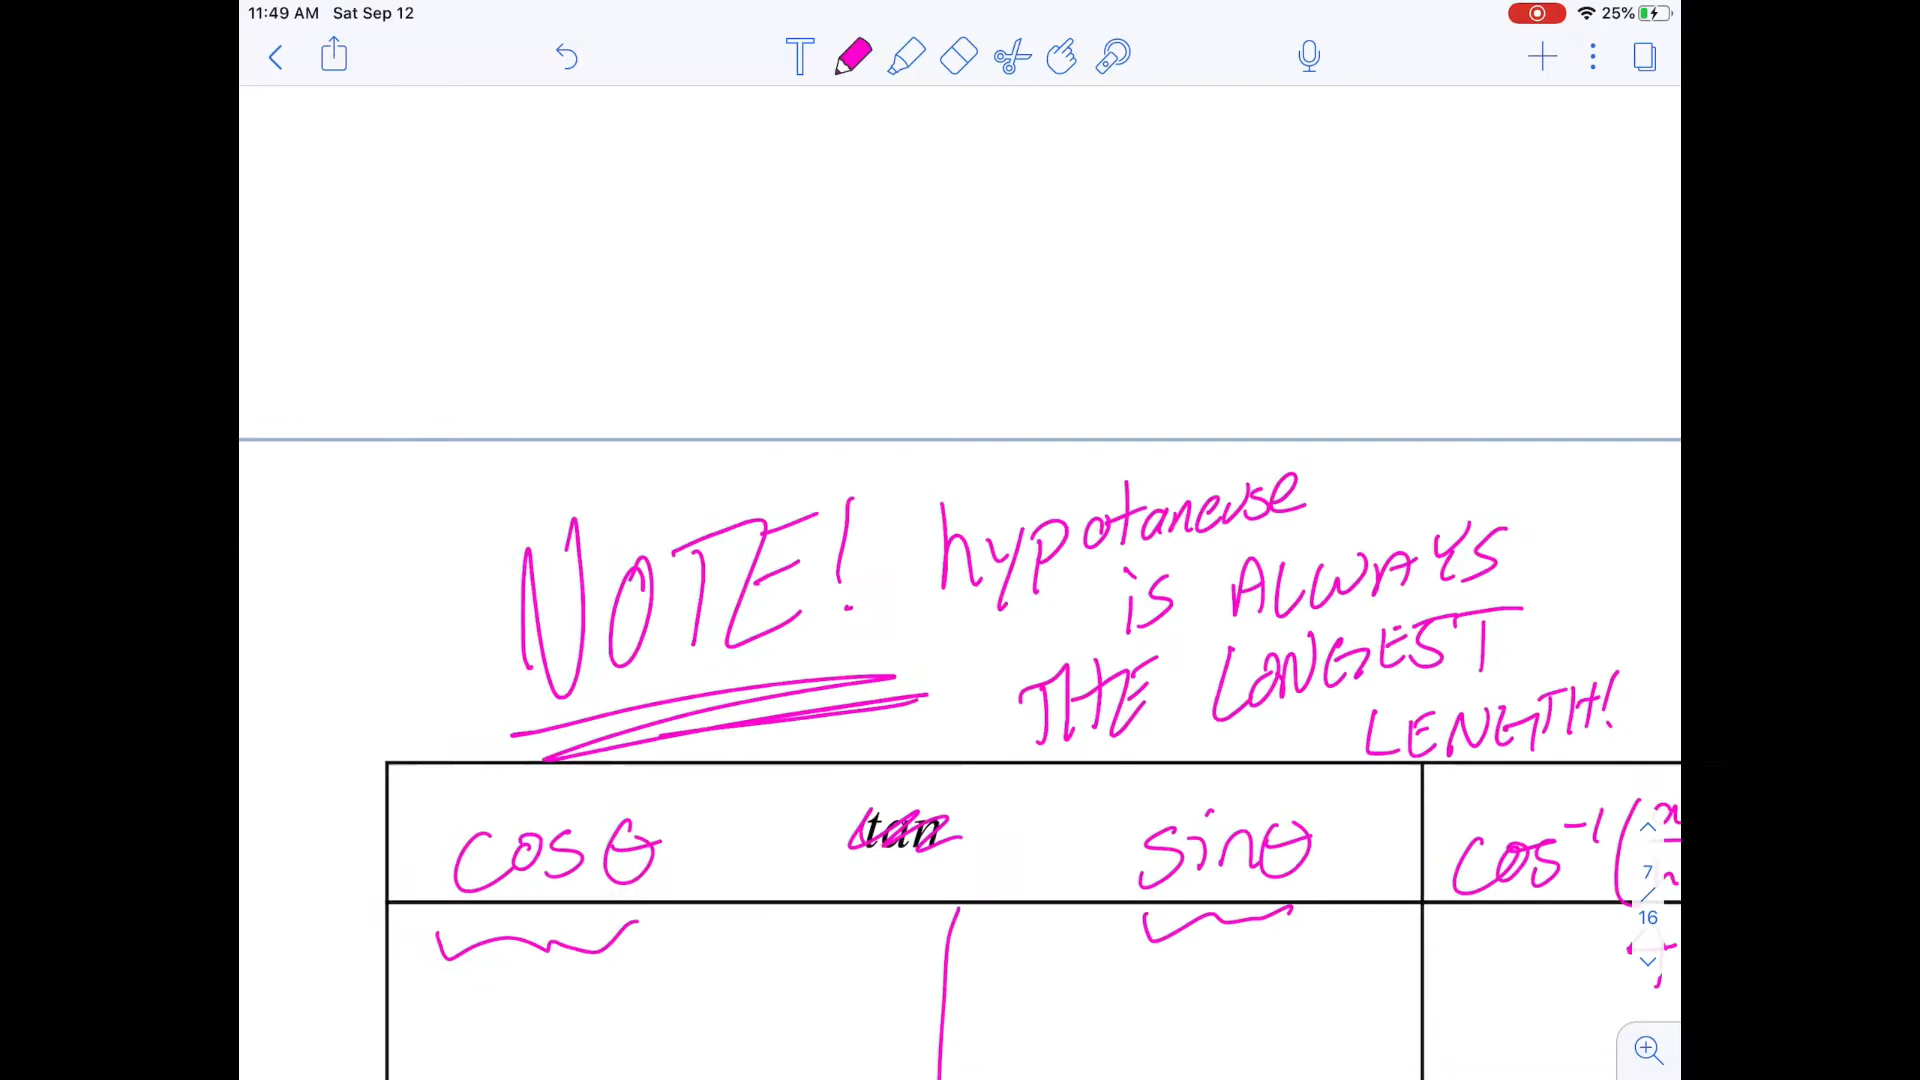 11:49 AM Sat Sep 12
25%
T
NOTE! hypotaneuse
is ALWAYS
THE LONGEST
LENGTH!
cosθ tan sinθ cos⁻¹(
7
16